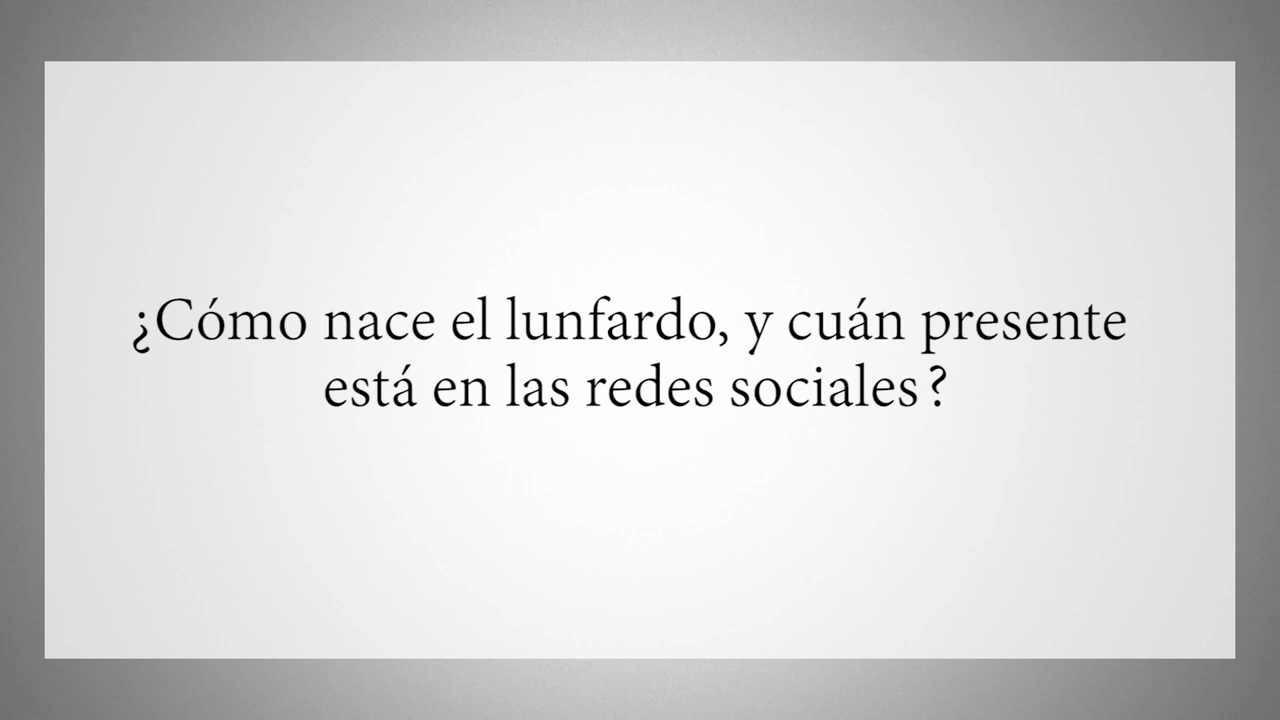 ¿Cómo nace el lunfardo, y cuán presente
está en las redes sociales?